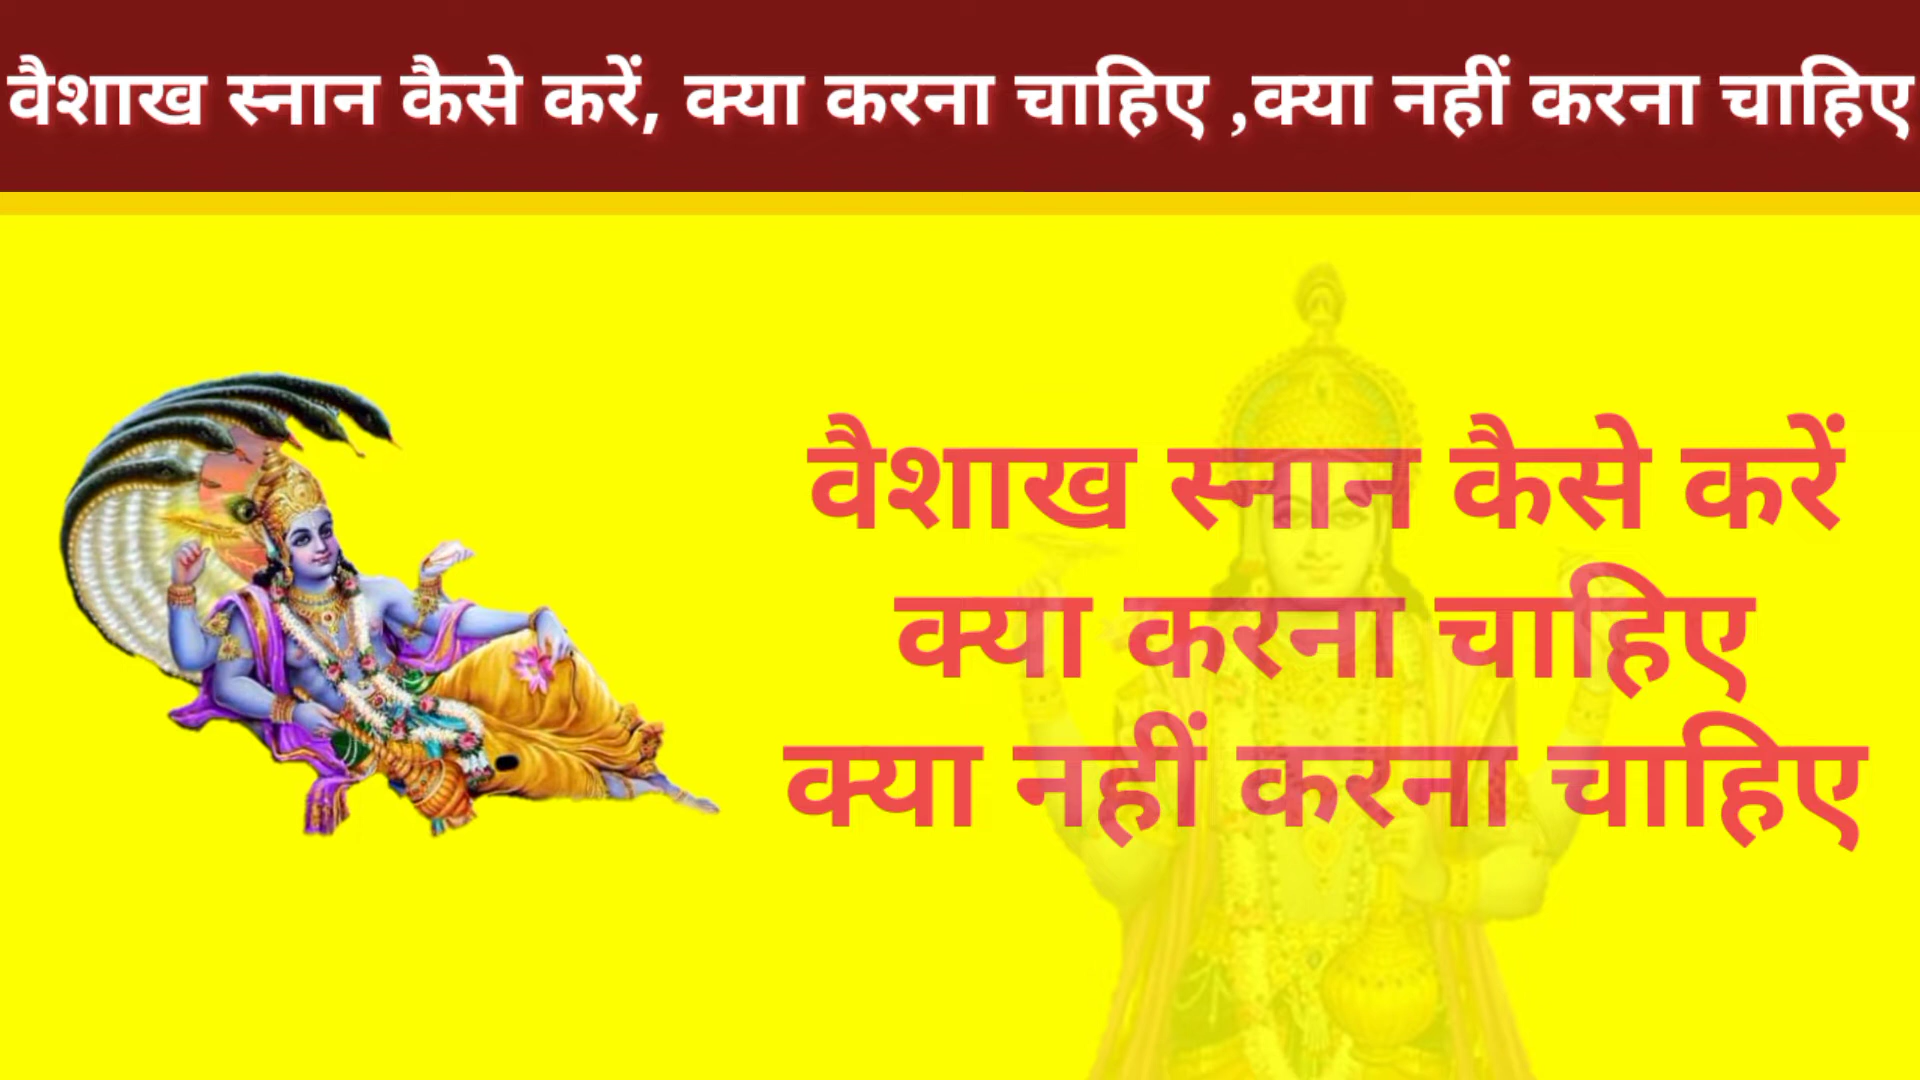 वैशाख स्नान कैसे करें, क्या करना चाहिए ,क्या नहीं करना चाहिए
वैशाख स्नान कैसे करें
क्या करना चाहिए
क्या नहीं करना चाहिए